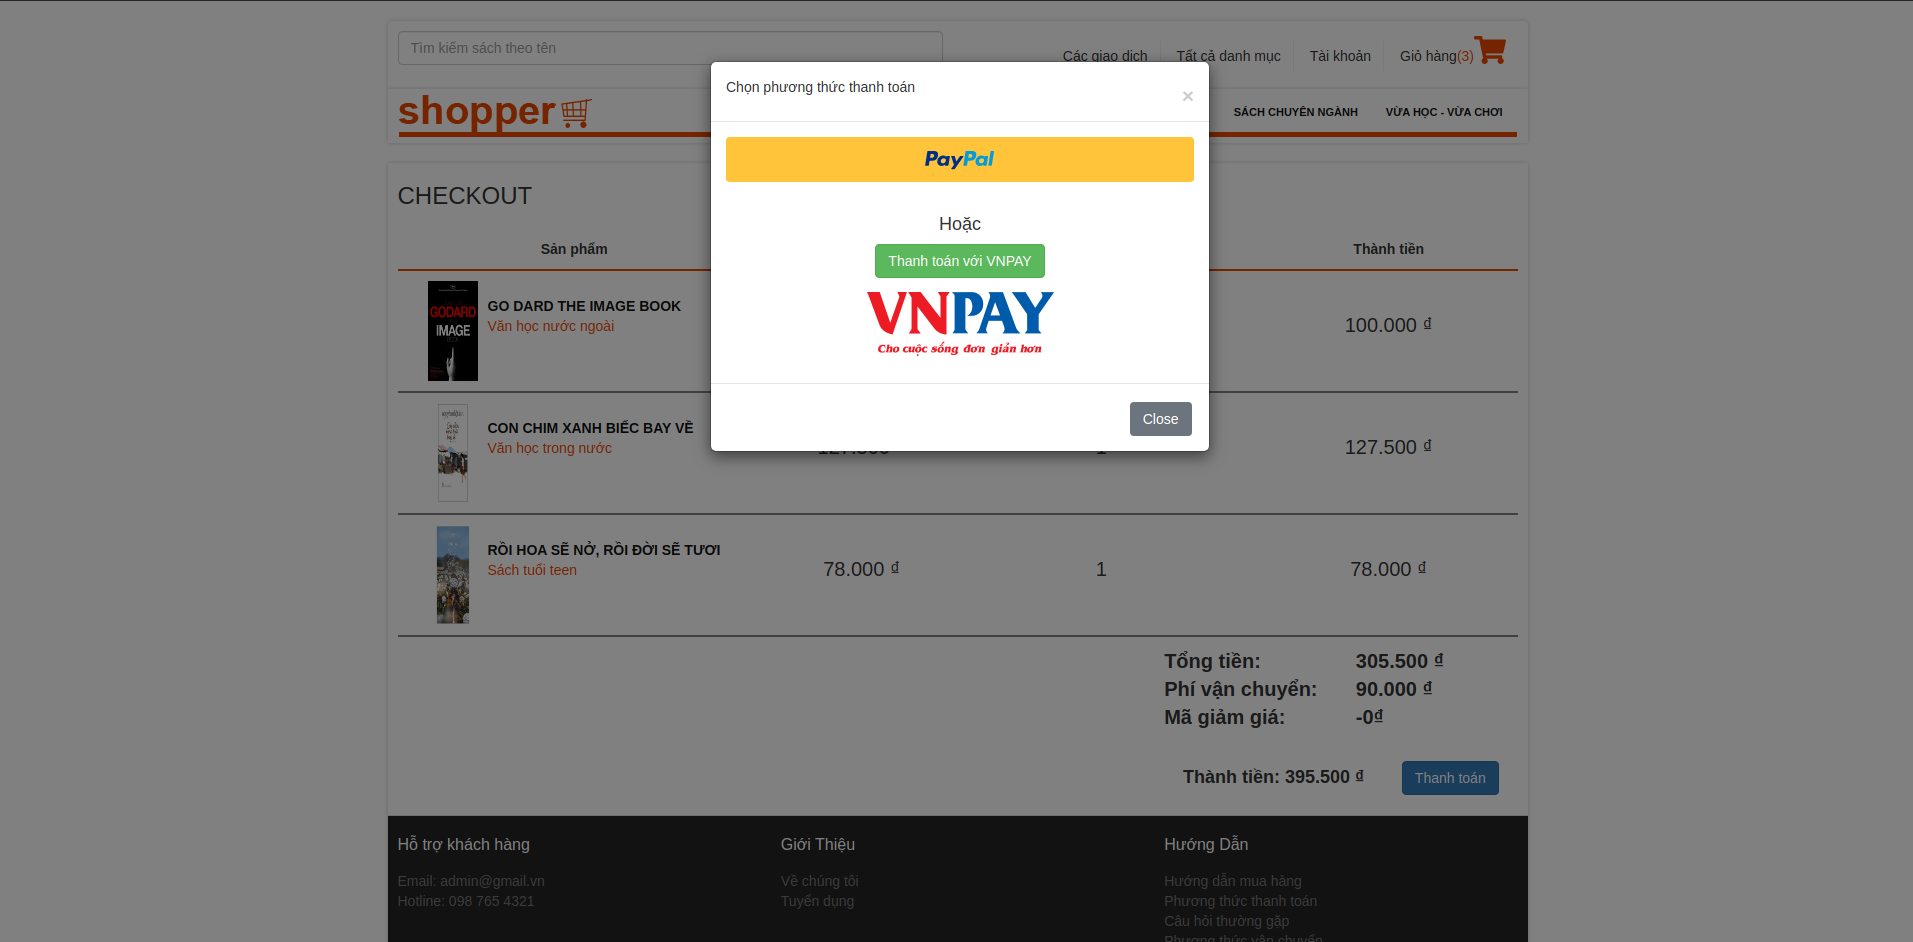 Tìm kiếm sách theo tên
Các giao dịch
Tất cả danh mục
Tài khoản
Giỏ hàng(3)
shopper
SÁCH CHUYÊN NGÀNH
VỪA HỌC - VỪA CHƠI
Chọn phương thức thanh toán
×
PayPal
Hoặc
Thanh toán với VNPAY
VNPAY
Cho cuộc sống đơn giản hơn
Close
CHECKOUT
Sản phẩm
Thành tiền
GODARD
IMAGE
BOOK
GO DARD THE IMAGE BOOK
Văn học nước ngoài
100.000 ₫
CON CHIM XANH BIẾC BAY VỀ
Văn học trong nước
127.500
1
127.500 ₫
RỒI HOA SẼ NỞ, RỒI ĐỜI SẼ TƯƠI
Sách tuổi teen
78.000 ₫
1
78.000 ₫
Tổng tiền: 305.500 ₫
Phí vận chuyển: 90.000 ₫
Mã giảm giá: -0₫
Thành tiền: 395.500 ₫
Thanh toán
Hỗ trợ khách hàng
Email: admin@gmail.vn
Hotline: 098 765 4321
Giới Thiệu
Về chúng tôi
Tuyển dụng
Hướng Dẫn
Hướng dẫn mua hàng
Phương thức thanh toán
Câu hỏi thường gặp
Phương thức vận chuyển